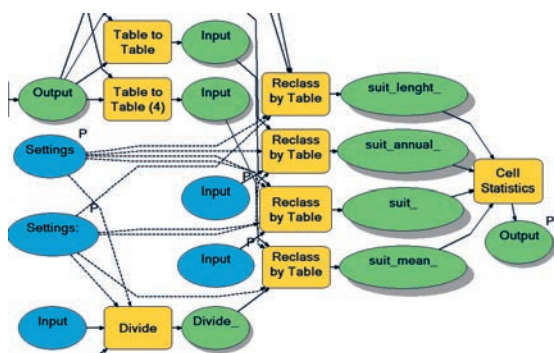 Table to
Table
Input
Output
Table to
Table (4)
Input
Reclass
by Table
suit_lenght_
P
Settings
Reclass
by Table
suit_annual_
Input
P
Cell
Statistics
P
Settings:
Reclass
by Table
suit_
Input
P
Reclass
by Table
suit_mean_
P
Output
Input
Divide
Divide_